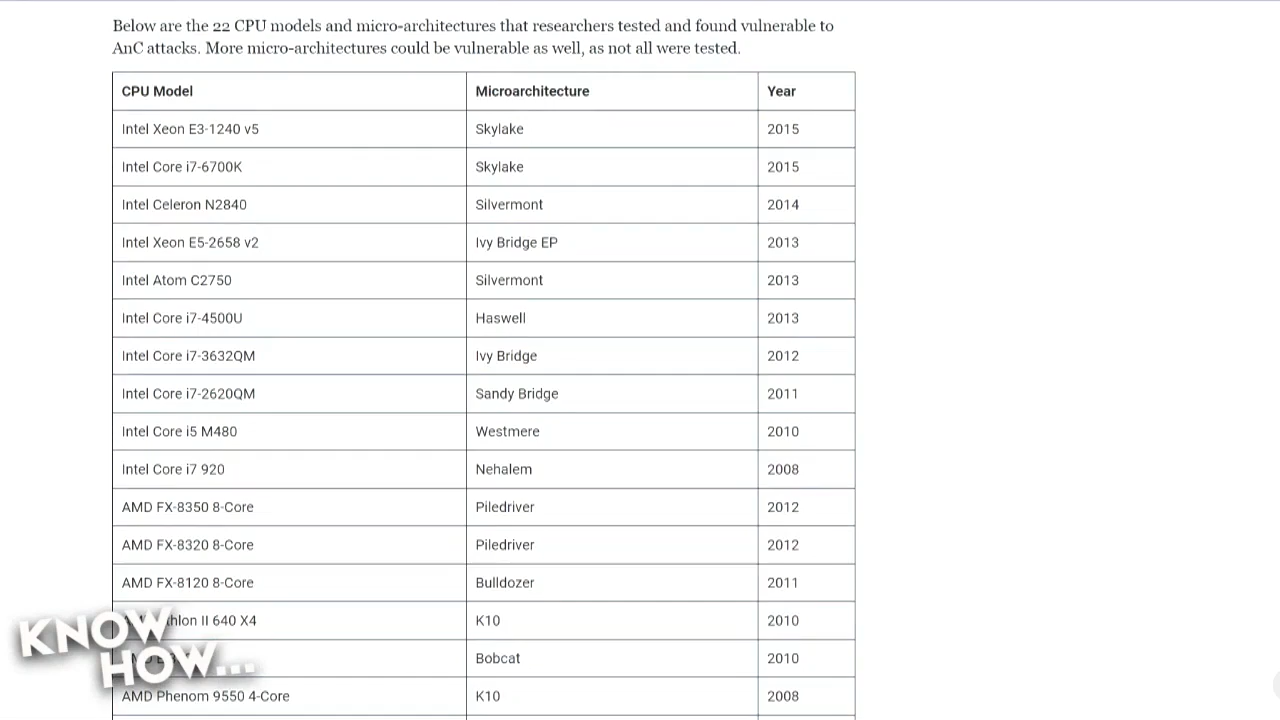 Below are the 22 CPU models and micro-architectures that researchers tested and found vulnerable to
AnC attacks. More micro-architectures could be vulnerable as well, as not all were tested.
CPU Model Microarchitecture Year
Intel Xeon E3-1240 v5 Skylake 2015
Intel Core i7-6700K Skylake 2015
Intel Celeron N2840 Silvermont 2014
Intel Xeon E5-2658 v2 Ivy Bridge EP 2013
Intel Atom C2750 Silvermont 2013
Intel Core i7-4500U Haswell 2013
Intel Core i7-3632QM Ivy Bridge 2012
Intel Core i7-2620QM Sandy Bridge 2011
Intel Core i5 M480 Westmere 2010
Intel Core i7 920 Nehalem 2008
AMD FX-8350 8-Core Piledriver 2012
AMD FX-8320 8-Core Piledriver 2012
AMD FX-8120 8-Core Bulldozer 2011
II 640 X4 K10 2010
Bobcat 2010
AMD Phenom 9550 4-Core K10 2008
KNOW
HOW...